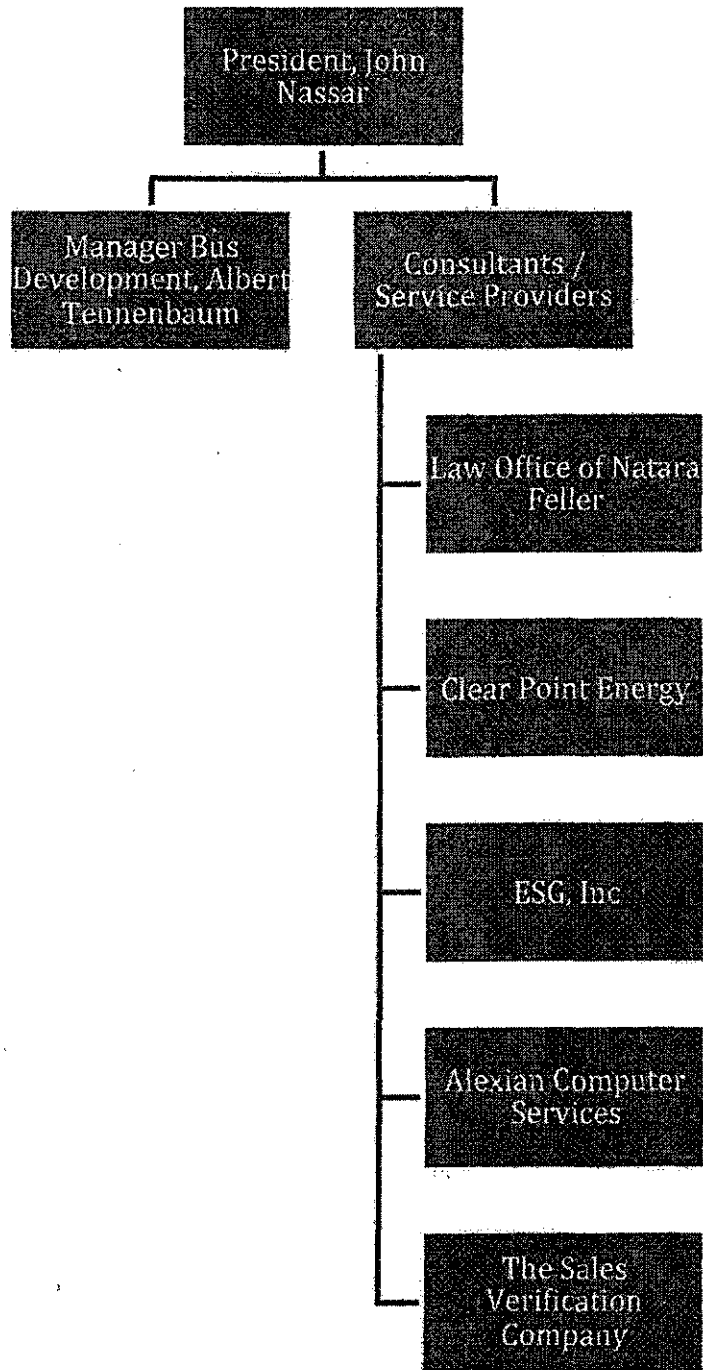 President, John
Nassar
Manager Bus
Development, Albert
Tennenbaum
Consultants /
Service Providers
Law Office of Natara
Feller
Clear Point Energy
ESG, Inc
Alexian Computer
Services
The Sales
Verification
Company